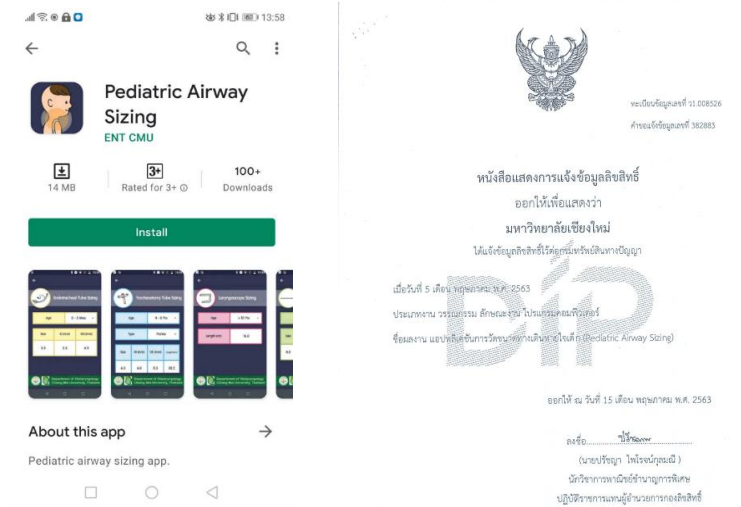 13:58
Pediatric Airway
Sizing
ENT CMU
3+
100+
14 MB
Rated for 3+
Downloads
Install
Endotracheal Tube Sizing
Tracheostomy Tube Sizing
Laryngoscope Sizing
About this app
Pediatric airway sizing app.
ทะเบียนข้อมูลเลขที่ ว1.008526
คำขอแจ้งข้อมูลเลขที่ 382883
หนังสือแสดงการแจ้งข้อมูลลิขสิทธิ์
ออกให้เพื่อแสดงว่า
มหาวิทยาลัยเชียงใหม่
ได้แจ้งข้อมูลลิขสิทธิ์ไว้ต่อกรมทรัพย์สินทางปัญญา
เมื่อวันที่ 5 เดือน พฤษภาคม พ.ศ. 2563
ประเภทงาน วรรณกรรม ลักษณะงาน โปรแกรมคอมพิวเตอร์
ชื่อผลงาน แอปพลิเคชันการวัดขนาดทางเดินหายใจเด็ก (Pediatric Airway Sizing)
DIP
ออกให้ ณ วันที่ 15 เดือน พฤษภาคม พ.ศ. 2563
ลงชื่อ
(นายปรัชญา ไพโรจน์กุลมณี )
นักวิชาการพาณิชย์ชำนาญการพิเศษ
ปฏิบัติราชการแทนผู้อำนวยการกองลิขสิทธิ์